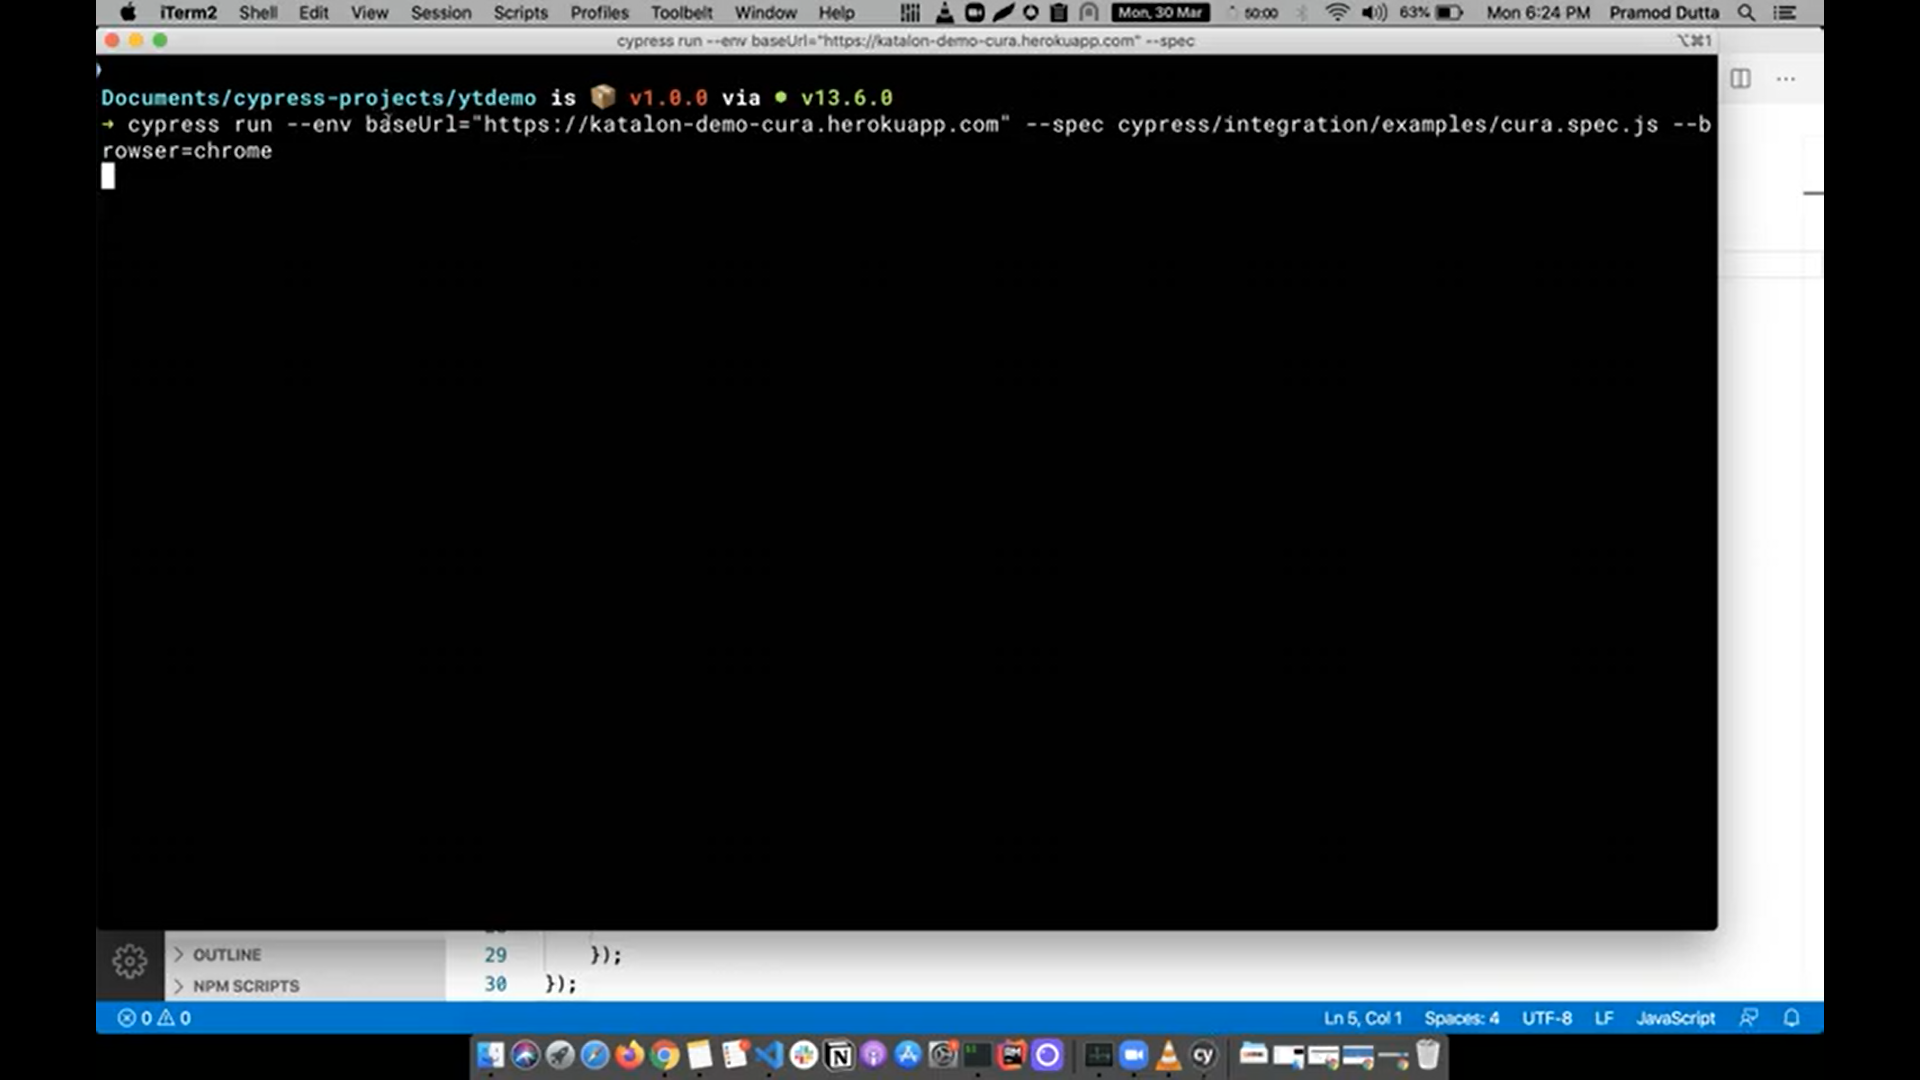 iTerm2 Shell Edit View Session Scripts Profiles Toolbelt Window Help Mon, 30 Mar 50:00 63% Mon 6:24 PM Pramod Dutta
cypress run --env baseUrl="https://katalon-demo-cura.herokuapp.com" --spec ⌥⌘1
Documents/cypress-projects/ytdemo is 📦 v1.0.0 via ● v13.6.0
→ cypress run --env baseUrl="https://katalon-demo-cura.herokuapp.com" --spec cypress/integration/examples/cura.spec.js --b
rowser=chrome
OUTLINE 29 });
NPM SCRIPTS 30 });
0 0 Ln 5, Col 1 Spaces: 4 UTF-8 LF JavaScript
N RM cy